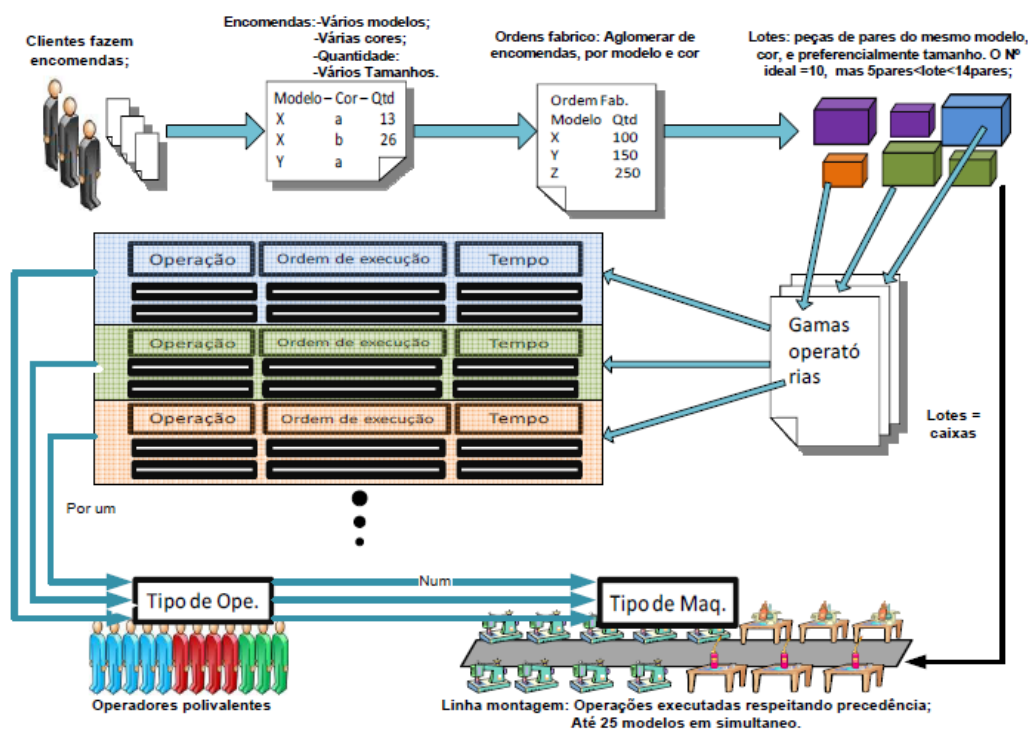 Clientes fazem
encomendas;
Encomendas:-Vários modelos;
-Várias cores;
-Quantidade:
-Vários Tamanhos.
Modelo – Cor – Qtd
X a 13
X b 26
Y a
Ordens fabrico: Aglomerar de
encomendas, por modelo e cor
Ordem Fab.
Modelo Qtd
X 100
Y 150
Z 250
Lotes: peças de pares do mesmo modelo,
cor, e preferencialmente tamanho. O Nº
ideal =10, mas 5pares<lote<14pares;
Operação Ordem de execução Tempo
Operação Ordem de execução Tempo
Operação Ordem de execução Tempo
Gamas
operató
rias
Lotes =
caixas
Por um
Tipo de Ope.
Num
Tipo de Maq.
Operadores polivalentes
Linha montagem: Operações executadas respeitando precedência;
Até 25 modelos em simultaneo.